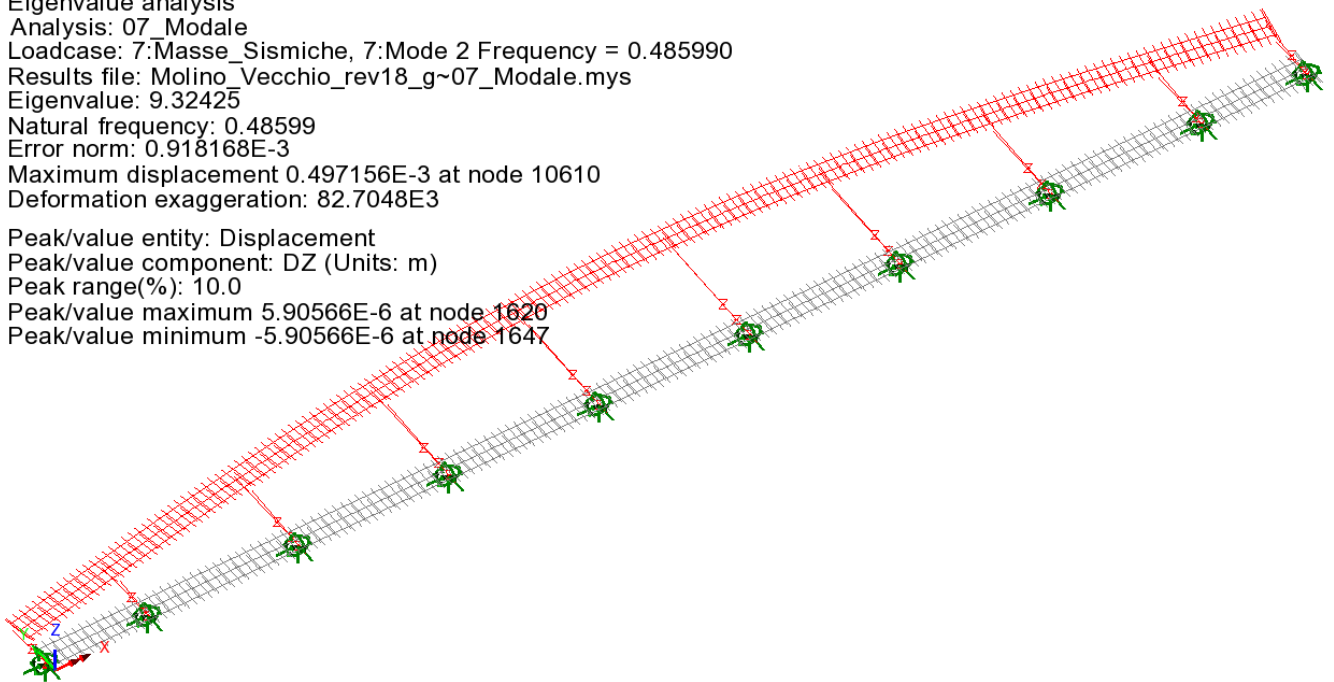 Eigenvalue analysis
Analysis: 07_Modale
Loadcase: 7:Masse_Sismiche, 7:Mode 2 Frequency = 0.485990
Results file: Molino_Vecchio_rev18_g~07_Modale.mys
Eigenvalue: 9.32425
Natural frequency: 0.48599
Error norm: 0.918168E-3
Maximum displacement 0.497156E-3 at node 10610
Deformation exaggeration: 82.7048E3
Peak/value entity: Displacement
Peak/value component: DZ (Units: m)
Peak range(%): 10.0
Peak/value maximum 5.90566E-6 at node 1620
Peak/value minimum -5.90566E-6 at node 1647
Y
Z
X